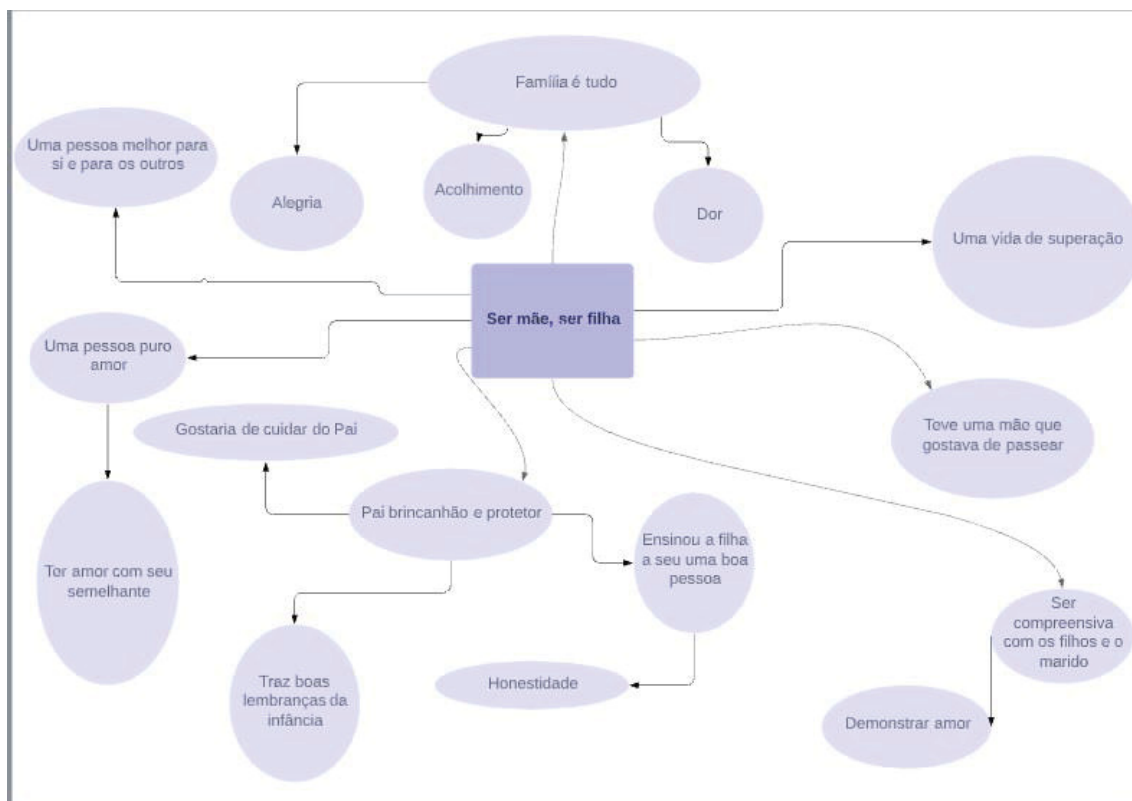 Família é tudo
Uma pessoa melhor para
si e para os outros
Alegria
Acolhimento
Dor
Uma vida de superação
Ser mãe, ser filha
Uma pessoa puro
amor
Teve uma mãe que
gostava de passear
Gostaria de cuidar do Pai
Pai brincanhão e protetor
Ensinou a filha
a seu uma boa
pessoa
Ter amor com seu
semelhante
Ser
compreensiva
com os filhos e o
marido
Traz boas
lembranças da
infância
Honestidade
Demonstrar amor